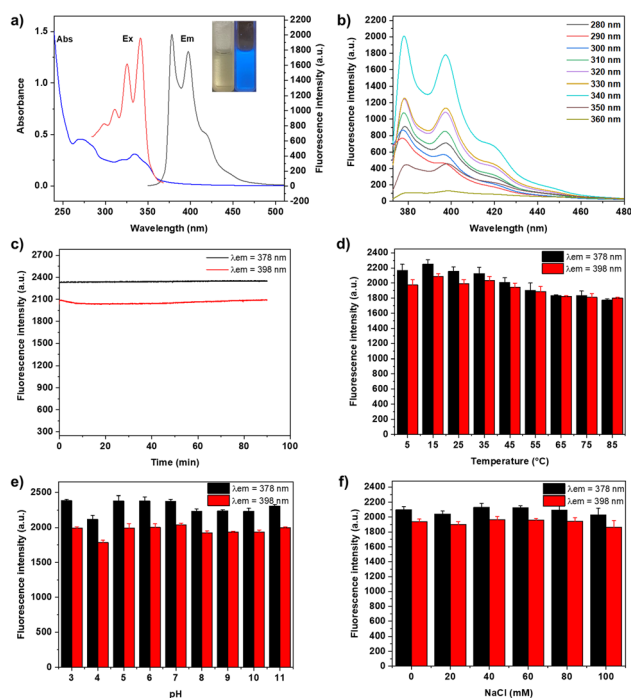 a)
Abs
Ex
Em
1.5
1.0
0.5
0.0
2200
2000
1800
1600
1400
1200
1000
800
600
400
200
0
-200
250
300
350
400
450
500
Absorbance
Fluorescence intensity (a.u.)
Wavelength (nm)
b)
2200
2000
1800
1600
1400
1200
1000
800
600
400
200
0
380
400
420
440
460
480
Fluorescence intensity (a.u.)
Wavelength (nm)
280 nm
290 nm
300 nm
310 nm
320 nm
330 nm
340 nm
350 nm
360 nm
c)
2700
2400
2100
1800
1500
1200
900
600
300
0
20
40
60
80
100
Fluorescence intensity (a.u.)
Time (min)
λem = 378 nm
λem = 398 nm
d)
2400
2200
2000
1800
1600
1400
1200
1000
800
600
400
200
0
5
15
25
35
45
55
65
75
85
Fluorescence intensity (a.u.)
Temperature (°C)
λem = 378 nm
λem = 398 nm
e)
2500
2000
1500
1000
500
0
3
4
5
6
7
8
9
10
11
Fluorescence intensity (a.u.)
pH
λem = 378 nm
λem = 398 nm
f)
2400
2200
2000
1800
1600
1400
1200
1000
800
600
400
200
0
0
20
40
60
80
100
Fluorescence intensity (a.u.)
NaCl (mM)
λem = 378 nm
λem = 398 nm